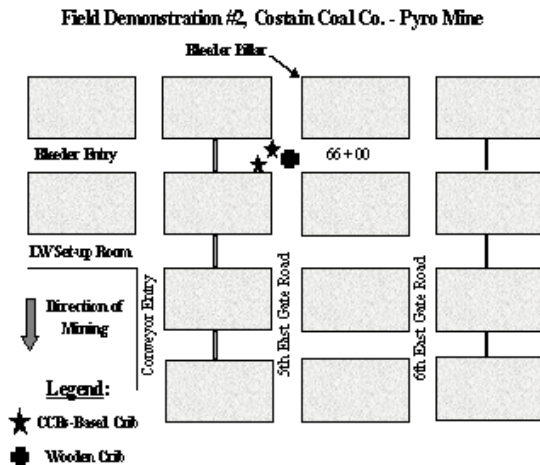 Field Demonstration #2, Costain Coal Co. - Pyro Mine
Bleeder Pillar
Bleeder Entry
66 + 00
LW Set-up Room
Direction of
Mining
Conveyor Entry
5th East Gate Road
6th East Gate Road
Legend:
CCBs-Based Crib
Wooden Crib